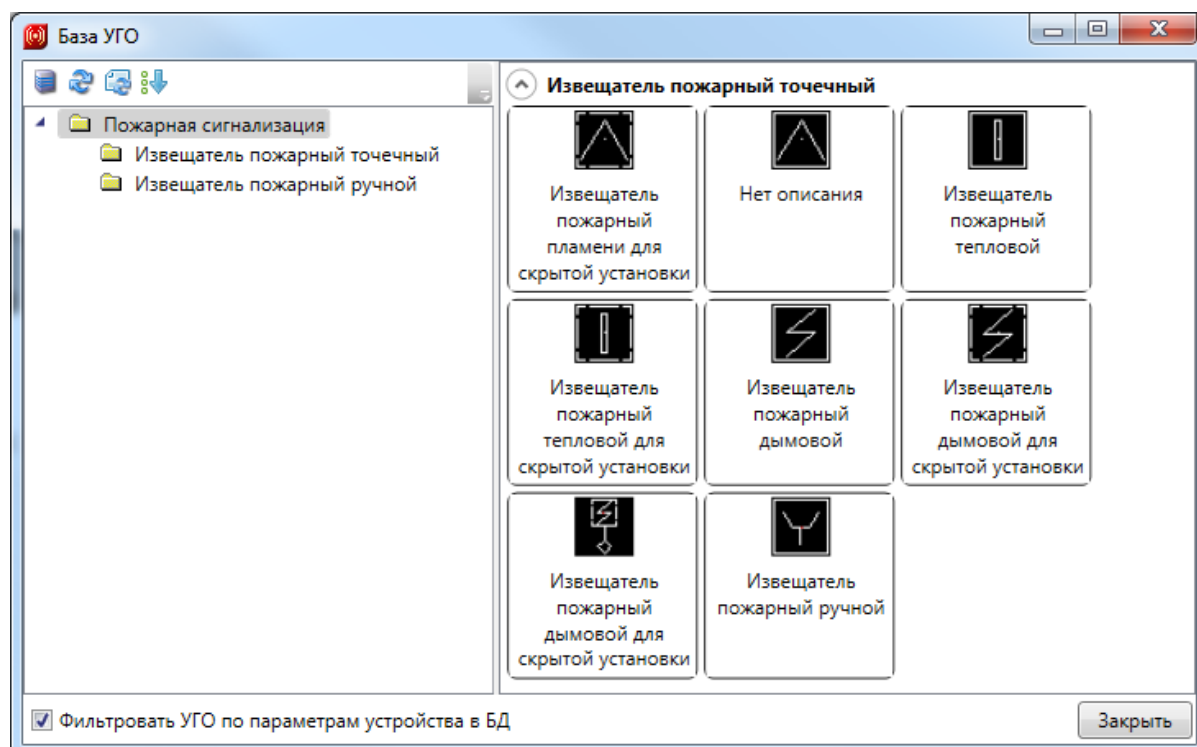 База УГО
Пожарная сигнализация
Извещатель пожарный точечный
Извещатель пожарный ручной
Извещатель пожарный точечный
Извещатель
пожарный
пламени для
скрытой установки
Нет описания
Извещатель
пожарный
тепловой
Извещатель
пожарный
тепловой для
скрытой установки
Извещатель
пожарный
дымовой
Извещатель
пожарный
дымовой для
скрытой установки
Извещатель
пожарный
дымовой для
скрытой установки
Извещатель
пожарный ручной
Фильтровать УГО по параметрам устройства в БД
Закрыть